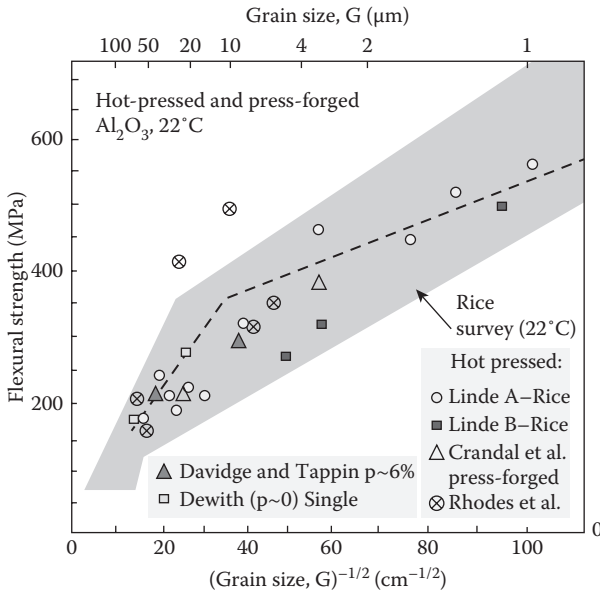 Grain size, G (μm)
100 50 20 10 4 2 1
Hot-pressed and press-forged
Al₂O₃, 22˚C
600
400
200
0
Flexural strength (MPa)
Rice
survey (22˚C)
Hot pressed:
Linde A–Rice
Linde B–Rice
Crandal et al.
press-forged
Rhodes et al.
Davidge and Tappin p~6%
Dewith (p~0) Single
0
0 20 40 60 80 100
(Grain size, G)⁻¹/² (cm⁻¹/²)